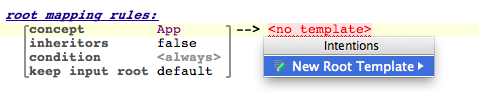 root mapping rules:
concept App --> <no template>
inheritors false
condition <always>
keep input root default
Intentions
New Root Template